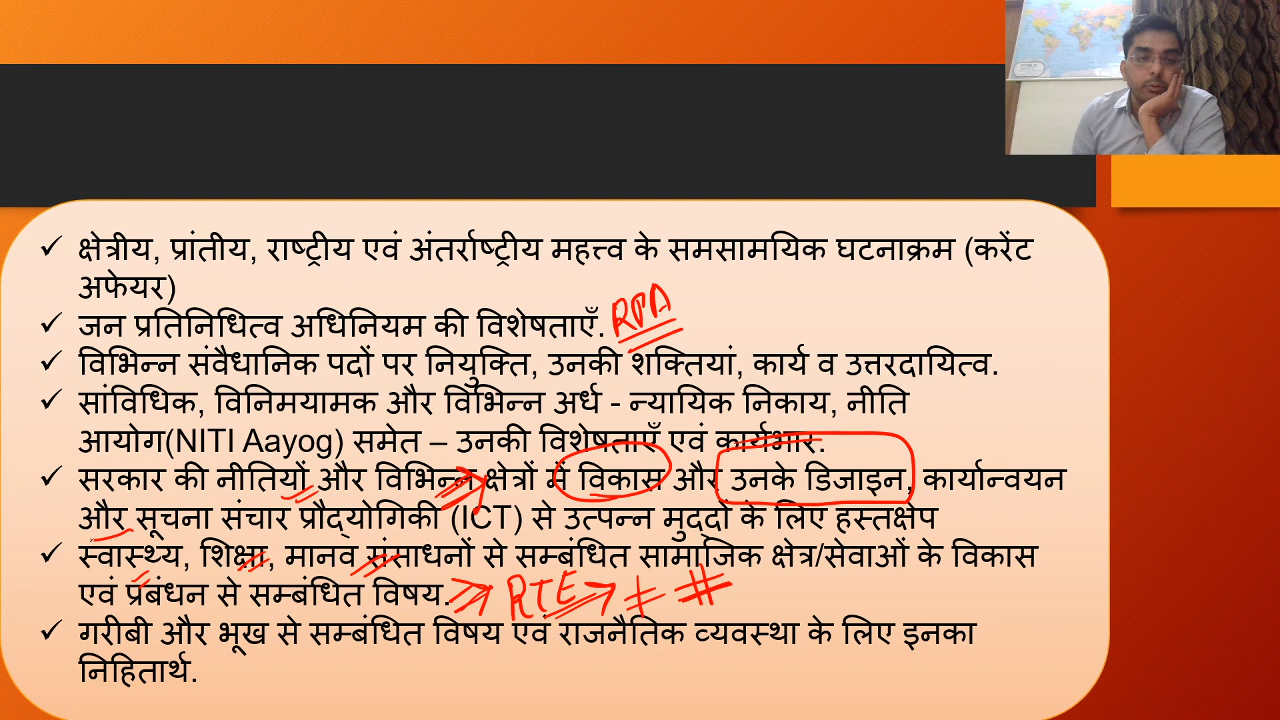 क्षेत्रीय, प्रांतीय, राष्ट्रीय एवं अंतर्राष्ट्रीय महत्त्व के समसामयिक घटनाक्रम (करेंट
अफेयर)
जन प्रतिनिधित्व अधिनियम की विशेषताएँ. RPA
विभिन्न संवैधानिक पदों पर नियुक्ति, उनकी शक्तियां, कार्य व उत्तरदायित्व.
सांविधिक, विनिमयामक और विभिन्न अर्ध - न्यायिक निकाय, नीति
आयोग(NITI Aayog) समेत – उनकी विशेषताएँ एवं कार्यभार.
सरकार की नीतियों और विभिन्न क्षेत्रों में विकास और उनके डिजाइन, कार्यान्वयन
और सूचना संचार प्रौद्योगिकी (ICT) से उत्पन्न मुद्दों के लिए हस्तक्षेप
स्वास्थ्य, शिक्षा, मानव संसाधनों से सम्बंधित सामाजिक क्षेत्र/सेवाओं के विकास
एवं प्रबंधन से सम्बंधित विषय. RTE
गरीबी और भूख से सम्बंधित विषय एवं राजनैतिक व्यवस्था के लिए इनका
निहितार्थ.